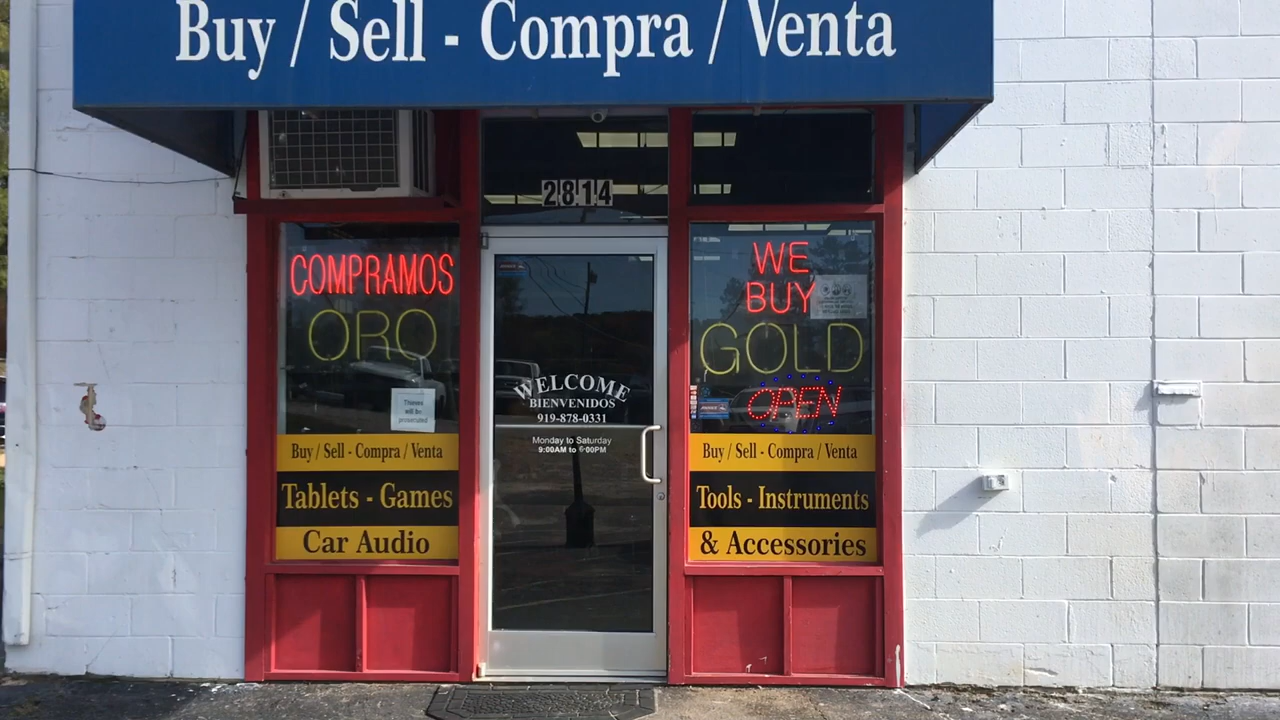 Buy / Sell - Compra / Venta
2814
COMPRAMOS
ORO
Thieves
will be
prosecuted
Buy / Sell - Compra / Venta
Tablets - Games
Car Audio
WELCOME
BIENVENIDOS
919-878-0331
Monday to Saturday
9:00AM to 6:00PM
WE
BUY
GOLD
OPEN
Buy / Sell - Compra / Venta
Tools - Instruments
& Accessories